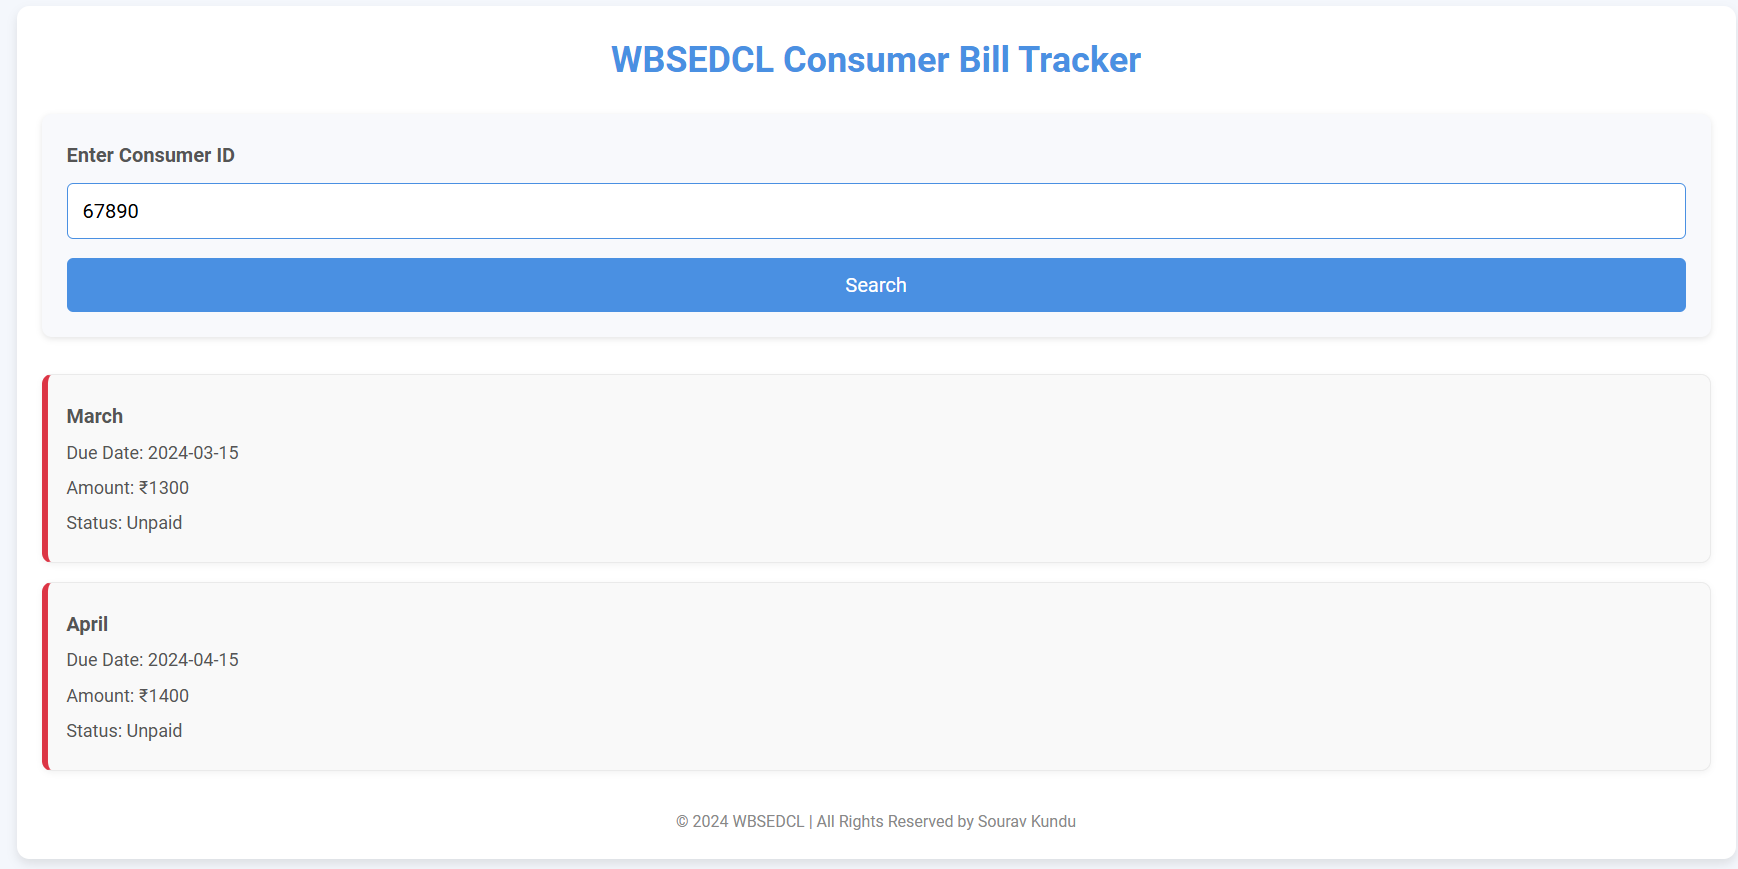 WBSEDCL Consumer Bill Tracker
Enter Consumer ID
67890
Search
March
Due Date: 2024-03-15
Amount: ₹1300
Status: Unpaid
April
Due Date: 2024-04-15
Amount: ₹1400
Status: Unpaid
© 2024 WBSEDCL | All Rights Reserved by Sourav Kundu